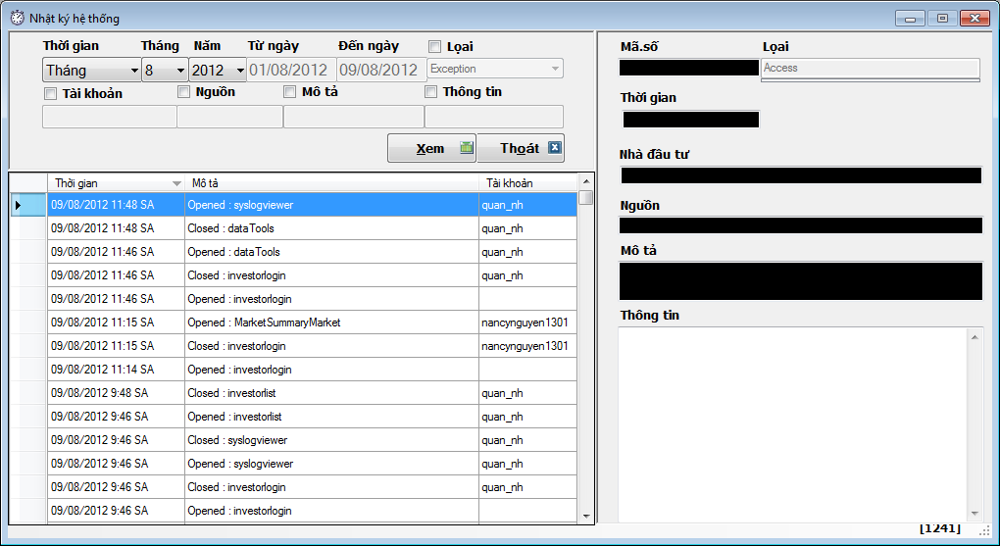 Nhật ký hệ thống
Thời gian Tháng Năm Từ ngày Đến ngày Lọai
Tháng 8 2012 01/08/2012 09/08/2012 Exception
Tài khoản Nguồn Mô tả Thông tin
Xem Thoát
Thời gian Mô tả Tài khoản
09/08/2012 11:48 SA Opened : syslogviewer quan_nh
09/08/2012 11:48 SA Closed : dataTools quan_nh
09/08/2012 11:46 SA Opened : dataTools quan_nh
09/08/2012 11:46 SA Closed : investorlogin quan_nh
09/08/2012 11:46 SA Opened : investorlogin
09/08/2012 11:15 SA Opened : MarketSummaryMarket nancynguyen1301
09/08/2012 11:15 SA Closed : investorlogin nancynguyen1301
09/08/2012 11:14 SA Opened : investorlogin
09/08/2012 9:48 SA Closed : investorlist quan_nh
09/08/2012 9:46 SA Opened : investorlist quan_nh
09/08/2012 9:46 SA Closed : syslogviewer quan_nh
09/08/2012 9:46 SA Opened : syslogviewer quan_nh
09/08/2012 9:46 SA Closed : investorlogin quan_nh
09/08/2012 9:46 SA Opened : investorlogin
Mã.số Lọai
Access
Thời gian
Nhà đầu tư
Nguồn
Mô tả
Thông tin
[1241]